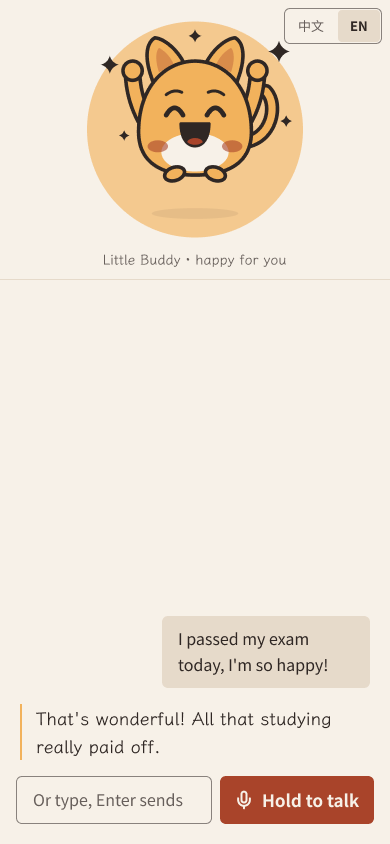 中文 EN
Little Buddy • happy for you
I passed my exam
today, I'm so happy!
That's wonderful! All that studying
really paid off.
Or type, Enter sends
Hold to talk